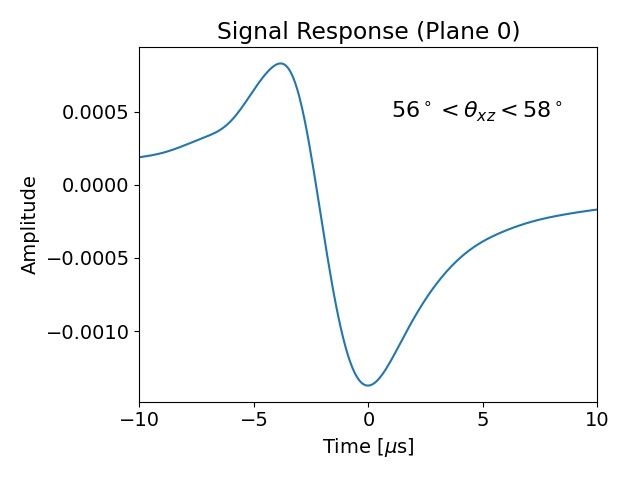 Signal Response (Plane 0)
56° < θxz < 58°
0.0005
0.0000
−0.0005
−0.0010
Amplitude
−10
−5
0
5
10
Time [μs]